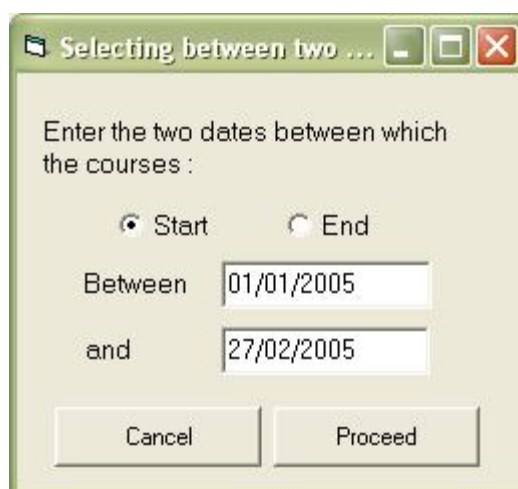 Selecting between two ...
Enter the two dates between which
the courses :
Start End
Between 01/01/2005
and 27/02/2005
Cancel Proceed